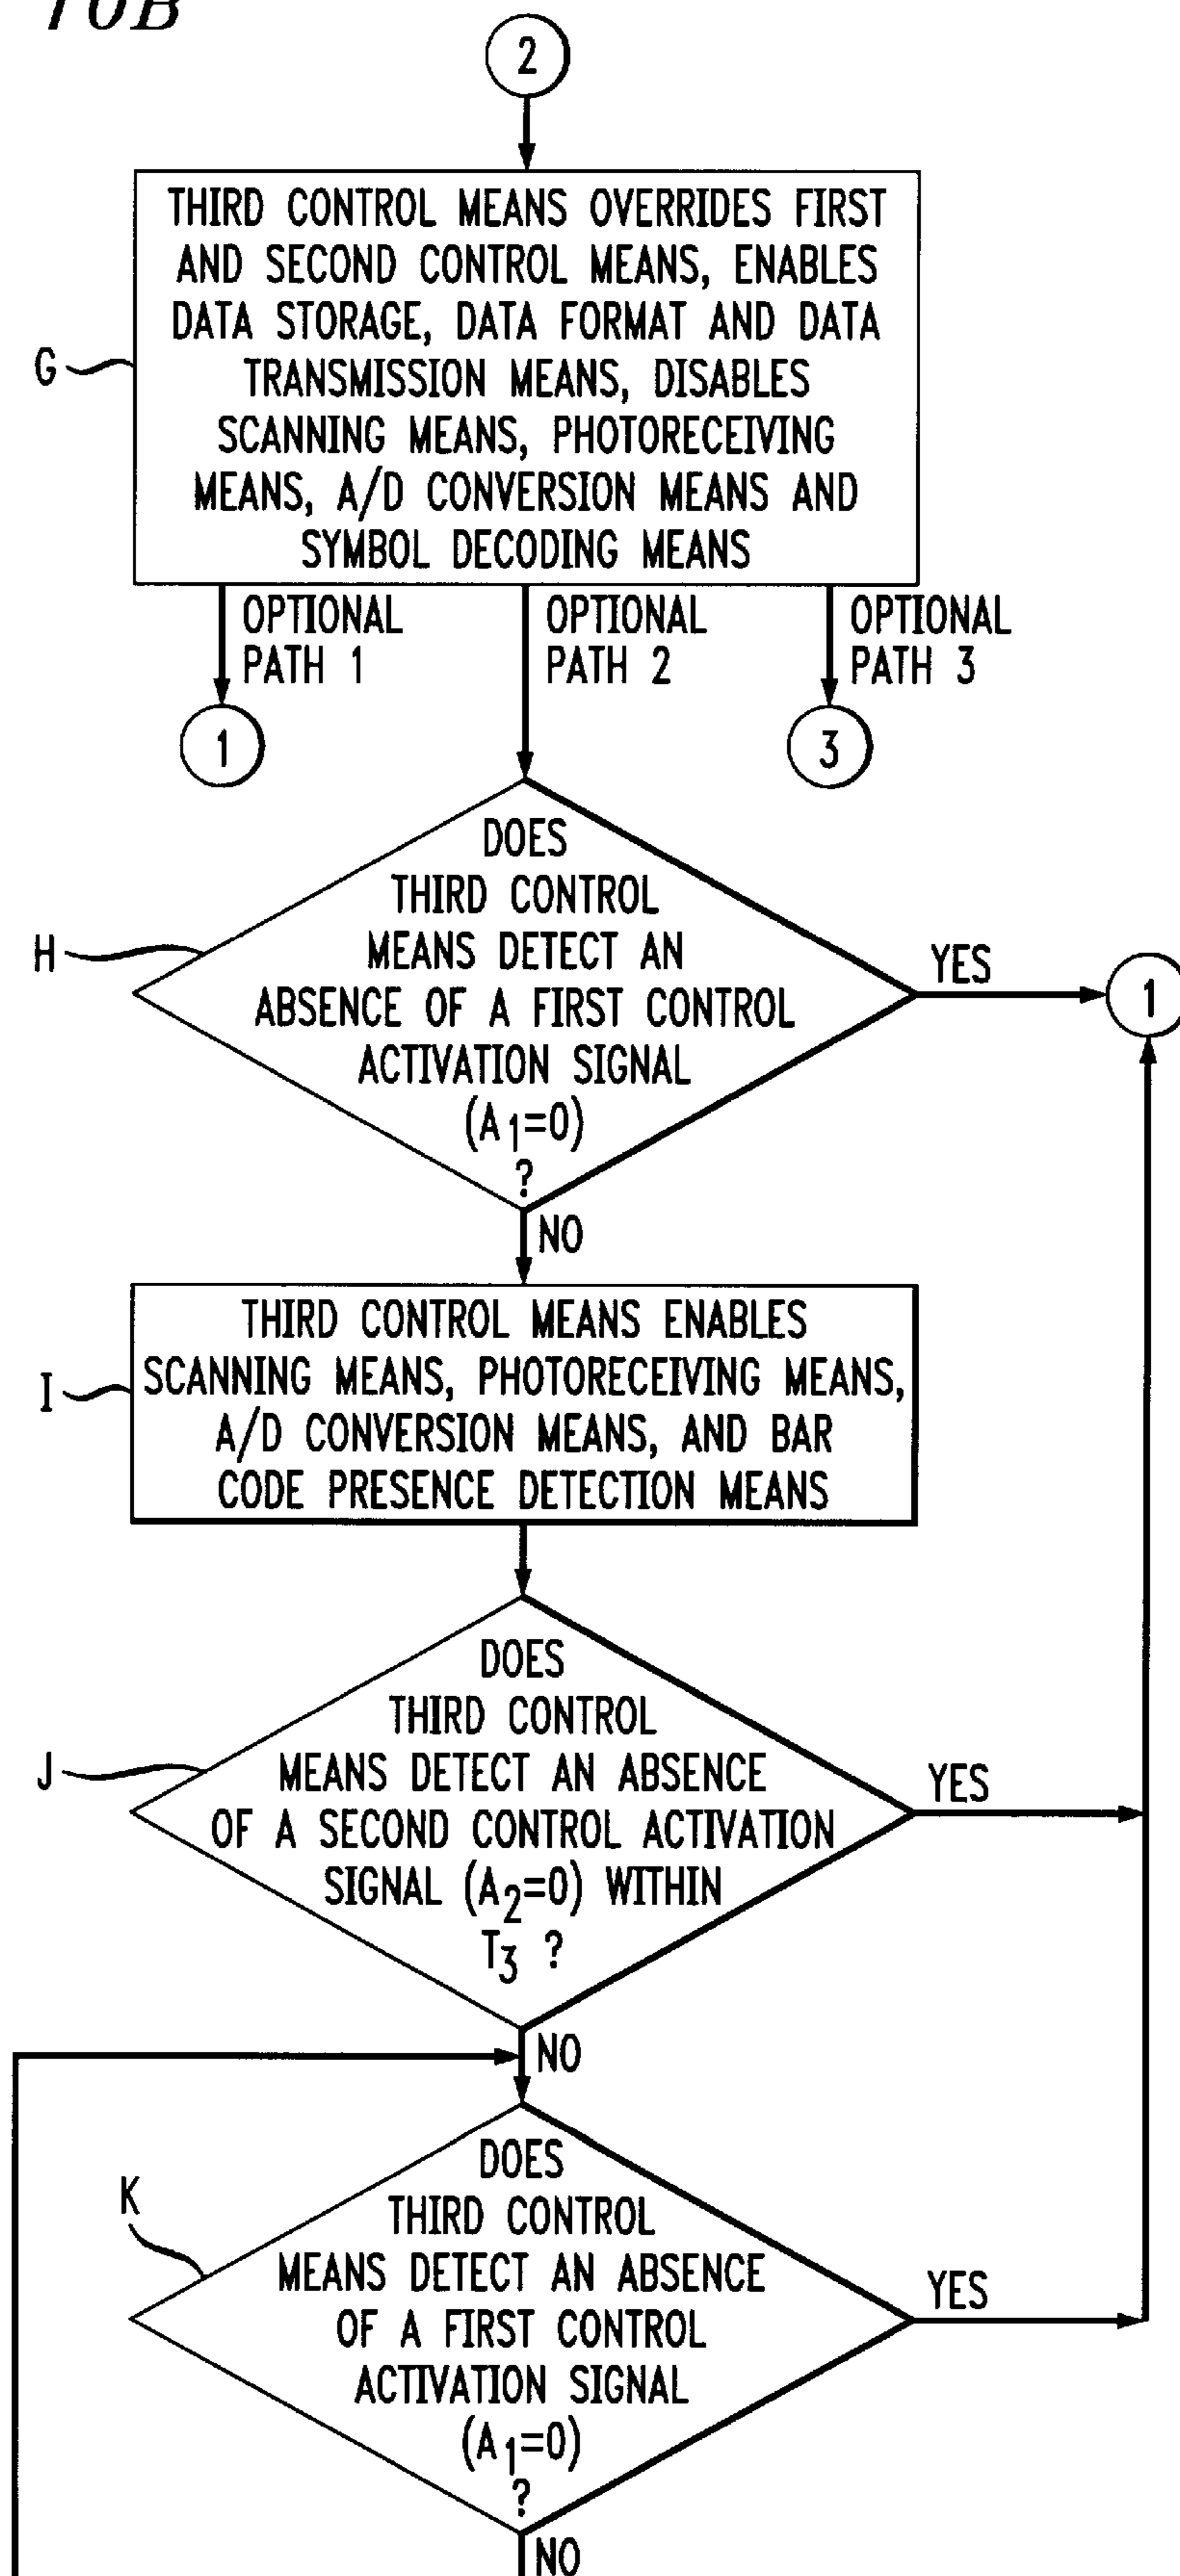 10B
2
THIRD CONTROL MEANS OVERRIDES FIRST
AND SECOND CONTROL MEANS, ENABLES
DATA STORAGE, DATA FORMAT AND DATA
TRANSMISSION MEANS, DISABLES
SCANNING MEANS, PHOTORECEIVING
MEANS, A/D CONVERSION MEANS AND
SYMBOL DECODING MEANS
G
OPTIONAL
PATH 1
OPTIONAL
PATH 2
OPTIONAL
PATH 3
1
3
DOES
THIRD CONTROL
MEANS DETECT AN
ABSENCE OF A FIRST CONTROL
ACTIVATION SIGNAL
(A1=0)
?
H
YES
1
NO
THIRD CONTROL MEANS ENABLES
SCANNING MEANS, PHOTORECEIVING MEANS,
A/D CONVERSION MEANS, AND BAR
CODE PRESENCE DETECTION MEANS
I
DOES
THIRD CONTROL
MEANS DETECT AN ABSENCE
OF A SECOND CONTROL ACTIVATION
SIGNAL (A2=0) WITHIN
T3 ?
J
YES
NO
DOES
THIRD CONTROL
MEANS DETECT AN ABSENCE
OF A FIRST CONTROL
ACTIVATION SIGNAL
(A1=0)
?
K
YES
NO